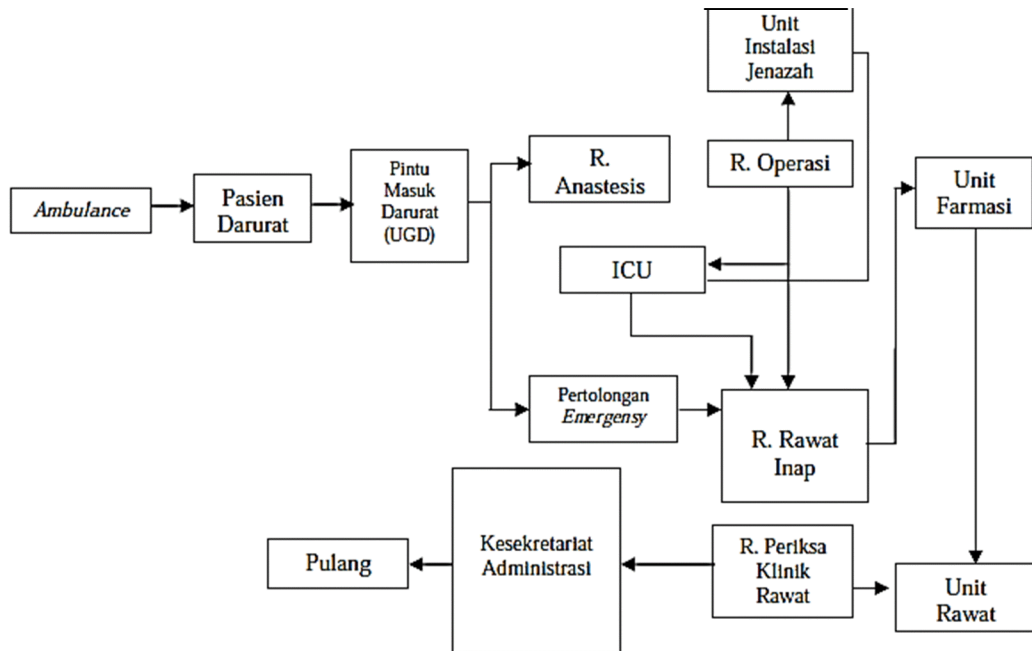 Unit
Instalasi
Jenazah
Ambulance
Pasien
Darurat
Pintu
Masuk
Darurat
(UGD)
R.
Anastesis
R. Operasi
Unit
Farmasi
ICU
Pertolongan
Emergensy
R. Rawat
Inap
Pulang
Kesekretariat
Administrasi
R. Periksa
Klinik
Rawat
Unit
Rawat